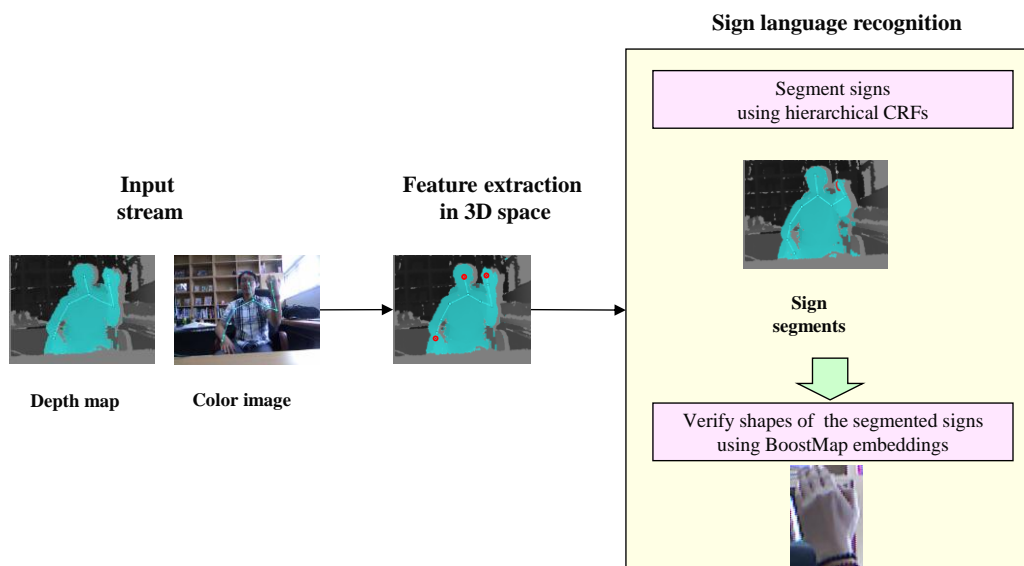 Sign language recognition
Segment signs
using hierarchical CRFs
Input
stream
Feature extraction
in 3D space
Depth map
Color image
Sign
segments
Verify shapes of the segmented signs
using BoostMap embeddings